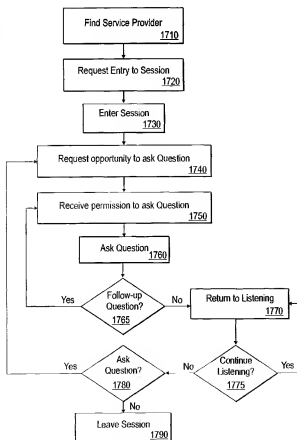 Find Service Provider
1710
Request Entry to Session
1720
Enter Session
1730
Request opportunity to ask Question
1740
Receive permission to ask Question
1750
Ask Question
1760
Follow-up
Question?
1765
Yes
No
Return to Listening
1770
Continue
Listening?
1775
Yes
No
Ask
Question?
1780
Yes
No
Leave Session
1790